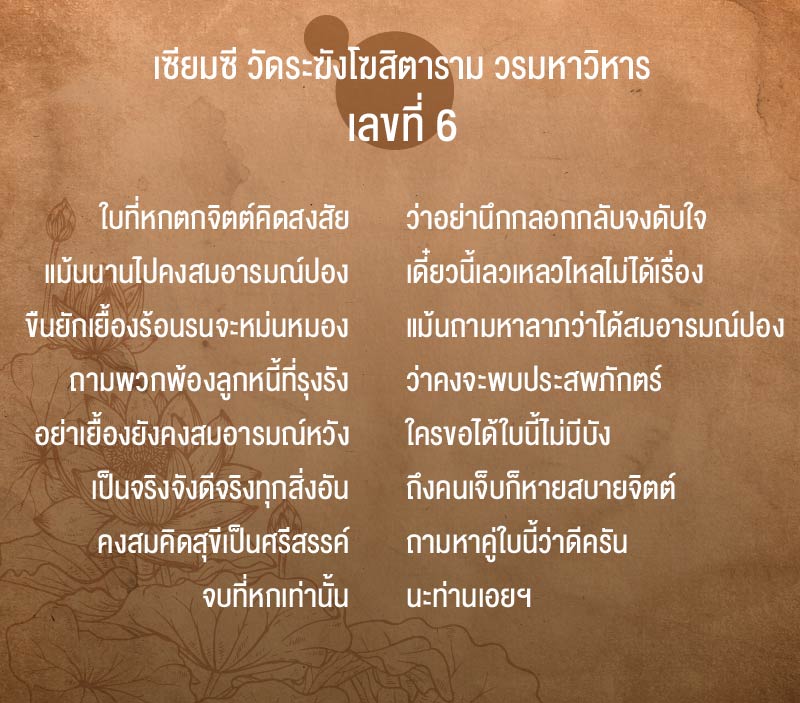 เซียมซี วัดระฆังโฆสิตาราม วรมหาวิหาร
เลขที่ 6
ใบที่หกตกจิตต์คิดสงสัย ว่าอย่านึกกลอกกลับจงดับใจ
แม้นนานไปคงสมอารมณ์ปอง เดี๋ยวนี้เลวเหลวไหลไม่ได้เรื่อง
ขืนยักเยื้องร้อนรนจะหม่นหมอง แม้นถามหาลาภว่าได้สมอารมณ์ปอง
ถามพวกพ้องลูกหนี้ที่รุงรัง ว่าคงจะพบประสพภักตร์
อย่าเยื้องยังคงสมอารมณ์หวัง ใครขอได้ใบนี้ไม่มีบัง
เป็นจริงจังดีจริงทุกสิ่งอัน ถึงคนเจ็บก็หายสบายจิตต์
คงสมคิดสุขีเป็นศรีสรรค์ ถามหาคู่ใบนี้ว่าดีครัน
จบที่หกเท่านั้น นะท่านเอยฯ